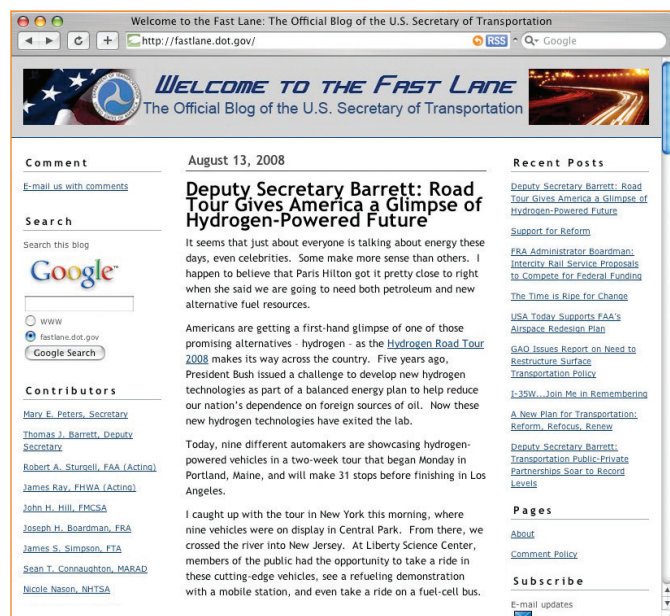 Welcome to the Fast Lane: The Official Blog of the U.S. Secretary of Transportation
http://fastlane.dot.gov/
RSS
Google
WELCOME TO THE FAST LANE
The Official Blog of the U.S. Secretary of Transportation
Comment
E-mail us with comments
Search
Search this blog
Google™
www
fastlane.dot.gov
Google Search
Contributors
Mary E. Peters, Secretary
Thomas J. Barrett, Deputy
Secretary
Robert A. Sturgell, FAA (Acting)
James Ray, FHWA (Acting)
John H. Hill, FMCSA
Joseph H. Boardman, FRA
James S. Simpson, FTA
Sean T. Connaughton, MARAD
Nicole Nason, NHTSA
August 13, 2008
Deputy Secretary Barrett: Road
Tour Gives America a Glimpse of
Hydrogen-Powered Future
It seems that just about everyone is talking about energy these
days, even celebrities. Some make more sense than others. I
happen to believe that Paris Hilton got it pretty close to right
when she said we are going to need both petroleum and new
alternative fuel resources.
Americans are getting a first-hand glimpse of one of those
promising alternatives - hydrogen - as the Hydrogen Road Tour
2008 makes its way across the country. Five years ago,
President Bush issued a challenge to develop new hydrogen
technologies as part of a balanced energy plan to help reduce
our nation's dependence on foreign sources of oil. Now these
new hydrogen technologies have exited the lab.
Today, nine different automakers are showcasing hydrogen-
powered vehicles in a two-week tour that began Monday in
Portland, Maine, and will make 31 stops before finishing in Los
Angeles.
I caught up with the tour in New York this morning, where
nine vehicles were on display in Central Park. From there, we
crossed the river into New Jersey. At Liberty Science Center,
members of the public had the opportunity to take a ride in
these cutting-edge vehicles, see a refueling demonstration
with a mobile station, and even take a ride on a fuel-cell bus.
Recent Posts
Deputy Secretary Barrett: Road
Tour Gives America a Glimpse of
Hydrogen-Powered Future
Support for Reform
FRA Administrator Boardman:
Intercity Rail Service Proposals
to Compete for Federal Funding
The Time is Ripe for Change
USA Today Supports FAA's
Airspace Redesign Plan
GAO Issues Report on Need to
Restructure Surface
Transportation Policy
I-35W...Join Me in Remembering
A New Plan for Transportation:
Reform, Refocus, Renew
Deputy Secretary Barrett:
Transportation Public-Private
Partnerships Soar to Record
Levels
Pages
About
Comment Policy
Subscribe
E-mail updates